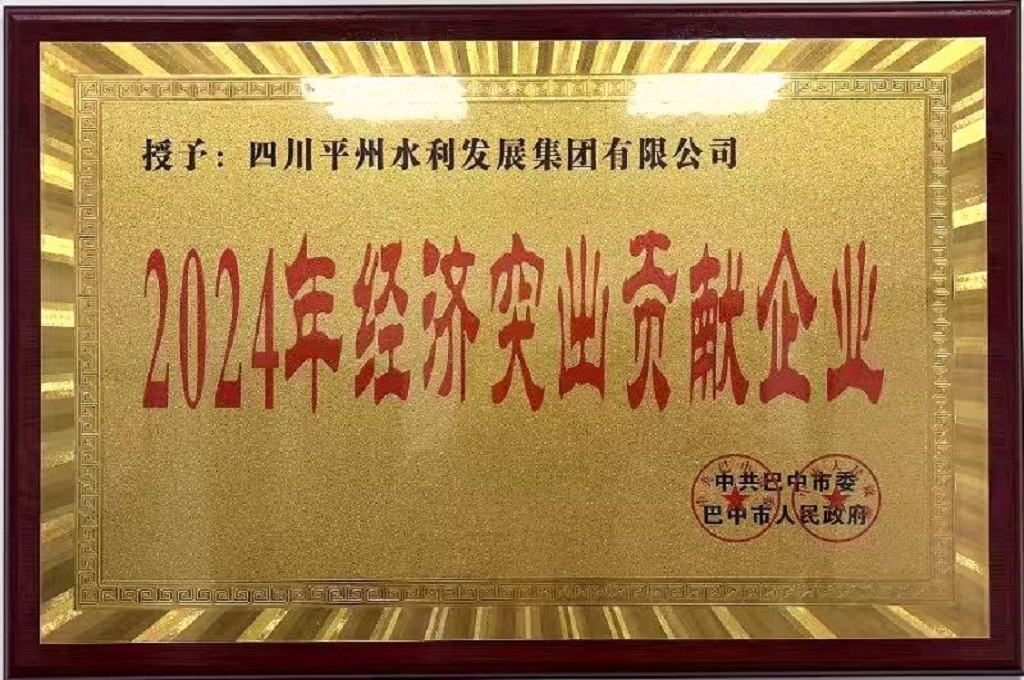 授予：四川平州水利发展集团有限公司
2024年经济突出贡献企业
中共巴中市委
巴中市人民政府